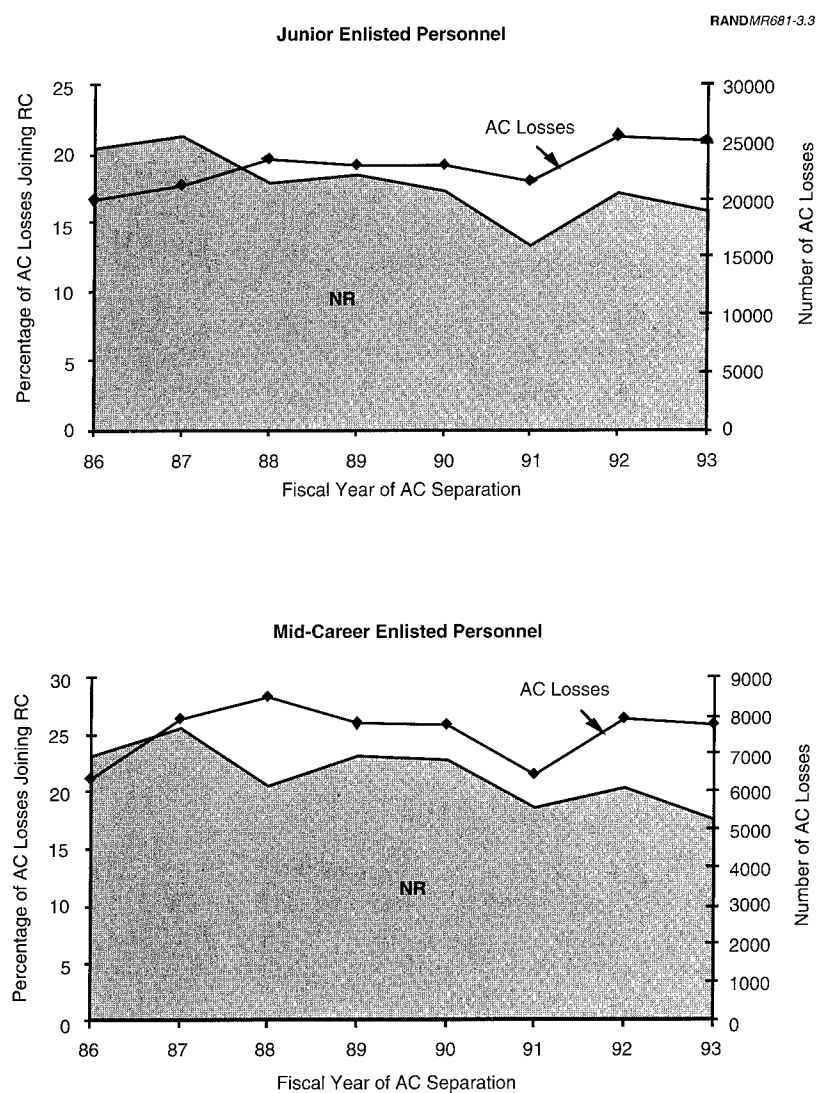 RANDMR681-3.3
Junior Enlisted Personnel
Percentage of AC Losses Joining RC
25
20
15
10
5
0
AC Losses
NR
30000
25000
20000
15000
10000
5000
0
Number of AC Losses
86 87 88 89 90 91 92 93
Fiscal Year of AC Separation
Mid-Career Enlisted Personnel
Percentage of AC Losses Joining RC
30
25
20
15
10
5
0
AC Losses
NR
9000
8000
7000
6000
5000
4000
3000
2000
1000
0
Number of AC Losses
86 87 88 89 90 91 92 93
Fiscal Year of AC Separation